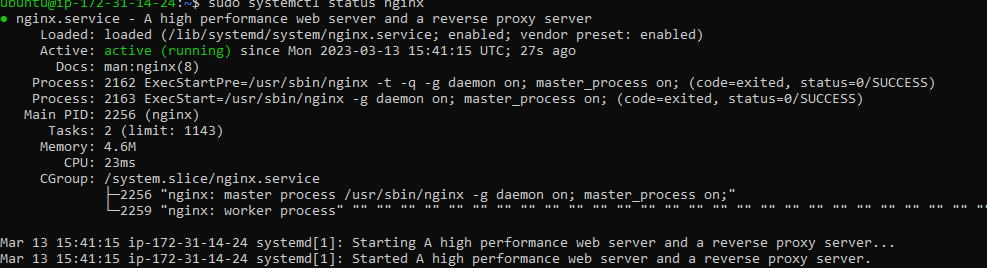 ubuntu@ip-172-31-14-24:~$ sudo systemctl status nginx
● nginx.service - A high performance web server and a reverse proxy server
     Loaded: loaded (/lib/systemd/system/nginx.service; enabled; vendor preset: enabled)
     Active: active (running) since Mon 2023-03-13 15:41:15 UTC; 27s ago
       Docs: man:nginx(8)
    Process: 2162 ExecStartPre=/usr/sbin/nginx -t -q -g daemon on; master_process on; (code=exited, status=0/SUCCESS)
    Process: 2163 ExecStart=/usr/sbin/nginx -g daemon on; master_process on; (code=exited, status=0/SUCCESS)
   Main PID: 2256 (nginx)
      Tasks: 2 (limit: 1143)
     Memory: 4.6M
        CPU: 23ms
     CGroup: /system.slice/nginx.service
             ├─2256 "nginx: master process /usr/sbin/nginx -g daemon on; master_process on;"
             └─2259 "nginx: worker process" "" "" "" "" "" "" "" "" "" "" "" "" "" "" "" "" "" "" "" "" "" "" "" "" "" "" ""
Mar 13 15:41:15 ip-172-31-14-24 systemd[1]: Starting A high performance web server and a reverse proxy server...
Mar 13 15:41:15 ip-172-31-14-24 systemd[1]: Started A high performance web server and a reverse proxy server.